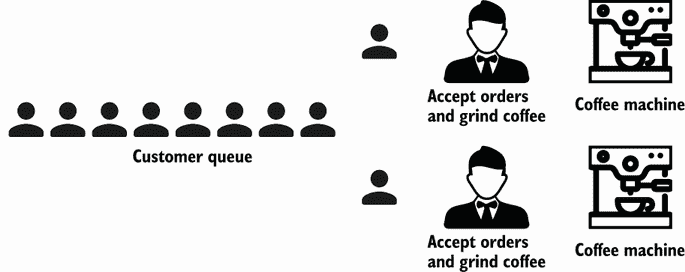 Accept orders
and grind coffee
Coffee machine
Customer queue
Accept orders
and grind coffee
Coffee machine